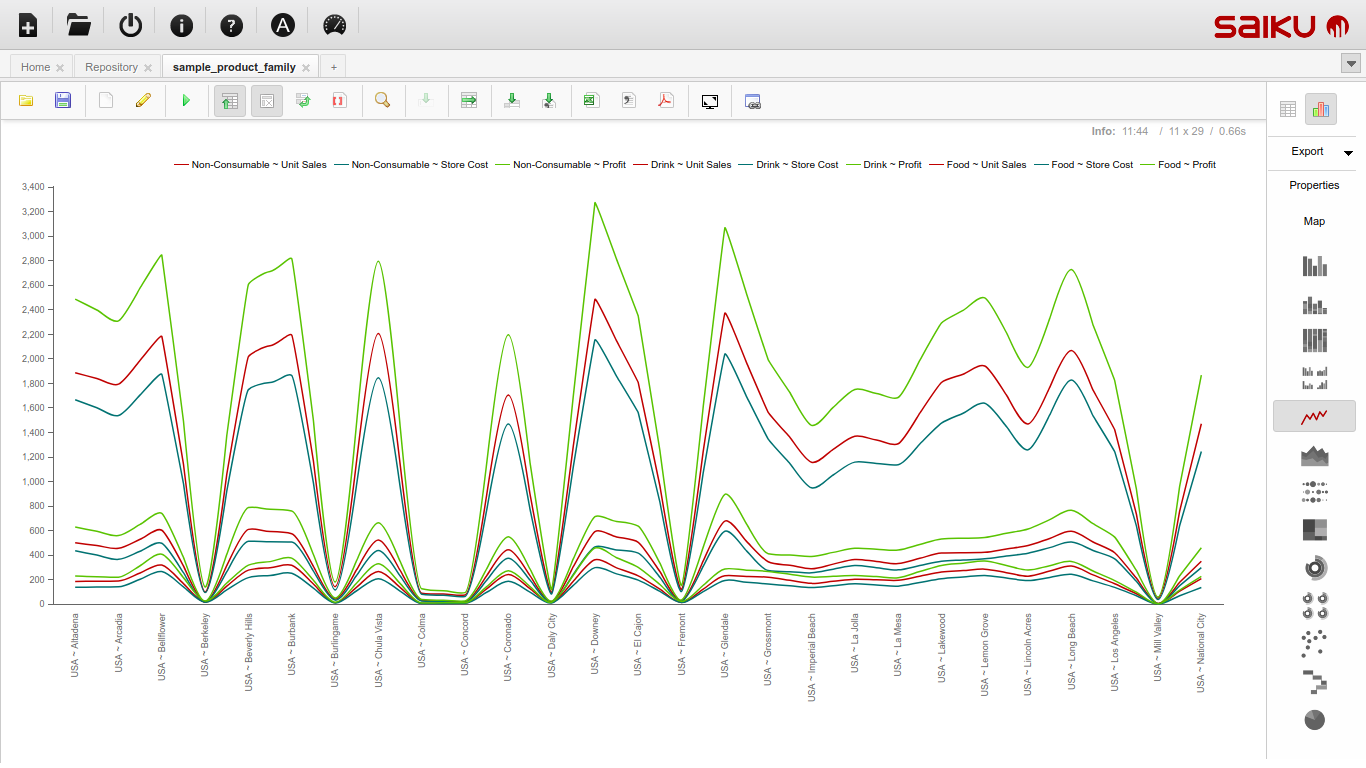 SAIKU
Home
Repository
sample_product_family
+
Info: 11:44 / 11 x 29 / 0.66s
Export
Properties
Map
Non-Consumable ~ Unit Sales
Non-Consumable ~ Store Cost
Non-Consumable ~ Profit
Drink ~ Unit Sales
Drink ~ Store Cost
Drink ~ Profit
Food ~ Unit Sales
Food ~ Store Cost
Food ~ Profit
3,400
3,200
3,000
2,800
2,600
2,400
2,200
2,000
1,800
1,600
1,400
1,200
1,000
800
600
400
200
0
USA ~ Altadena
USA ~ Arcadia
USA ~ Bellflower
USA ~ Berkeley
USA ~ Beverly Hills
USA ~ Burbank
USA ~ Burlingame
USA ~ Chula Vista
USA ~ Colma
USA ~ Concord
USA ~ Coronado
USA ~ Daly City
USA ~ Downey
USA ~ El Cajon
USA ~ Fremont
USA ~ Glendale
USA ~ Grossmont
USA ~ Imperial Beach
USA ~ La Jolla
USA ~ La Mesa
USA ~ Lakewood
USA ~ Lemon Grove
USA ~ Lincoln Acres
USA ~ Long Beach
USA ~ Los Angeles
USA ~ Mill Valley
USA ~ National City